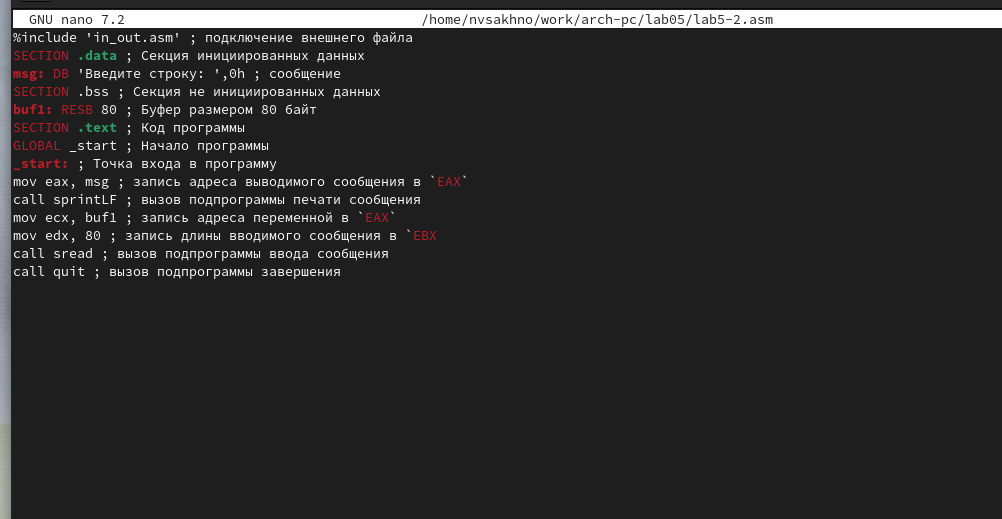 GNU nano 7.2 /home/nvsakhno/work/arch-pc/lab05/lab5-2.asm
%include 'in_out.asm' ; подключение внешнего файла
SECTION .data ; Секция инициированных данных
msg: DB 'Введите строку: ',0h ; сообщение
SECTION .bss ; Секция не инициированных данных
buf1: RESB 80 ; Буфер размером 80 байт
SECTION .text ; Код программы
GLOBAL _start ; Начало программы
_start: ; Точка входа в программу
mov eax, msg ; запись адреса выводимого сообщения в `EAX`
call sprintLF ; вызов подпрограммы печати сообщения
mov ecx, buf1 ; запись адреса переменной в `EAX`
mov edx, 80 ; запись длины вводимого сообщения в `EBX
call sread ; вызов подпрограммы ввода сообщения
call quit ; вызов подпрограммы завершения